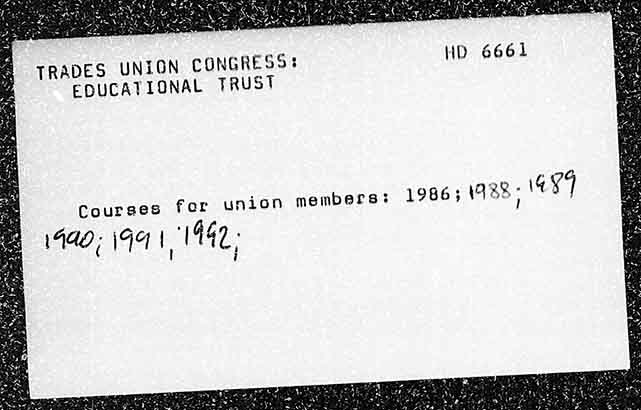 TRADES UNION CONGRESS: HD 6661
EDUCATIONAL TRUST
Courses for union members: 1986; 1988; 1989
1990; 1991, 1992;